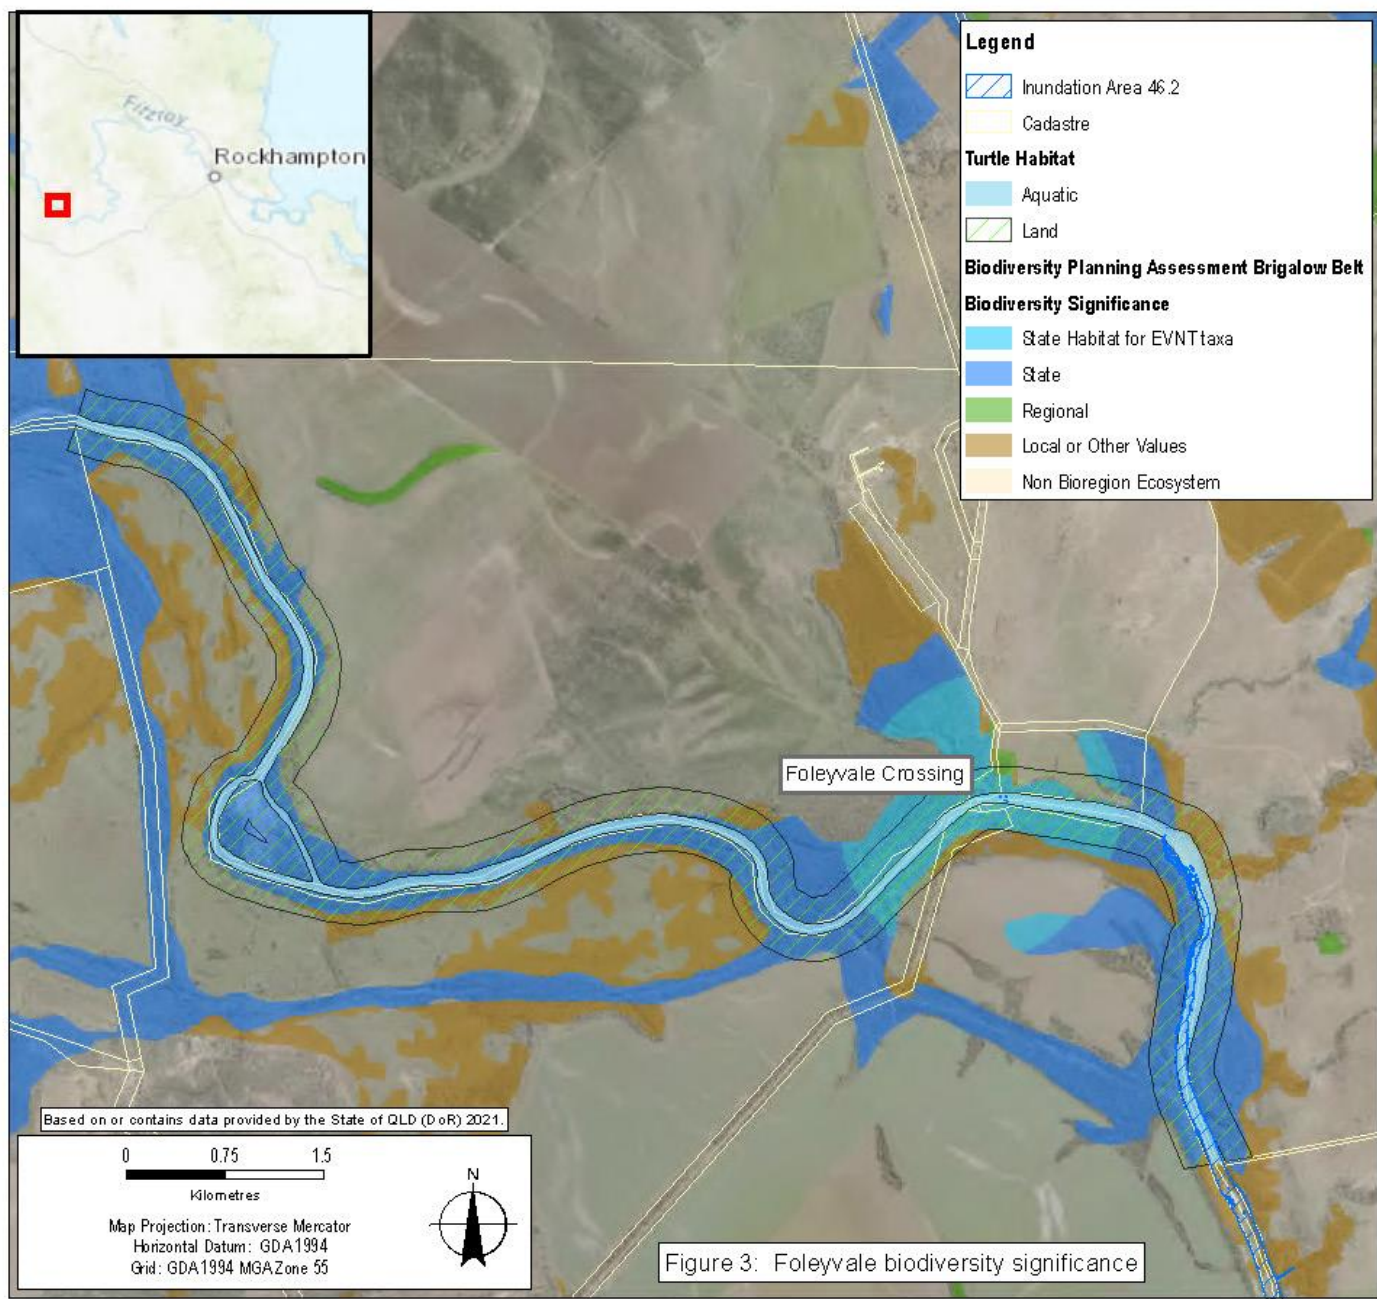 Fitzroy
Rockhampton
Legend
Inundation Area 46.2
Cadastre
Turtle Habitat
Aquatic
Land
Biodiversity Planning Assessment Brigalow Belt
Biodiversity Significance
State Habitat for EVNT taxa
State
Regional
Local or Other Values
Non Bioregion Ecosystem
Foleyvale Crossing
Based on or contains data provided by the State of QLD (DoR) 2021.
0 0.75 1.5
Kilometres
N
Map Projection: Transverse Mercator
Horizontal Datum: GDA1994
Grid: GDA1994 MGAZone 55
Figure 3: Foleyvale biodiversity significance